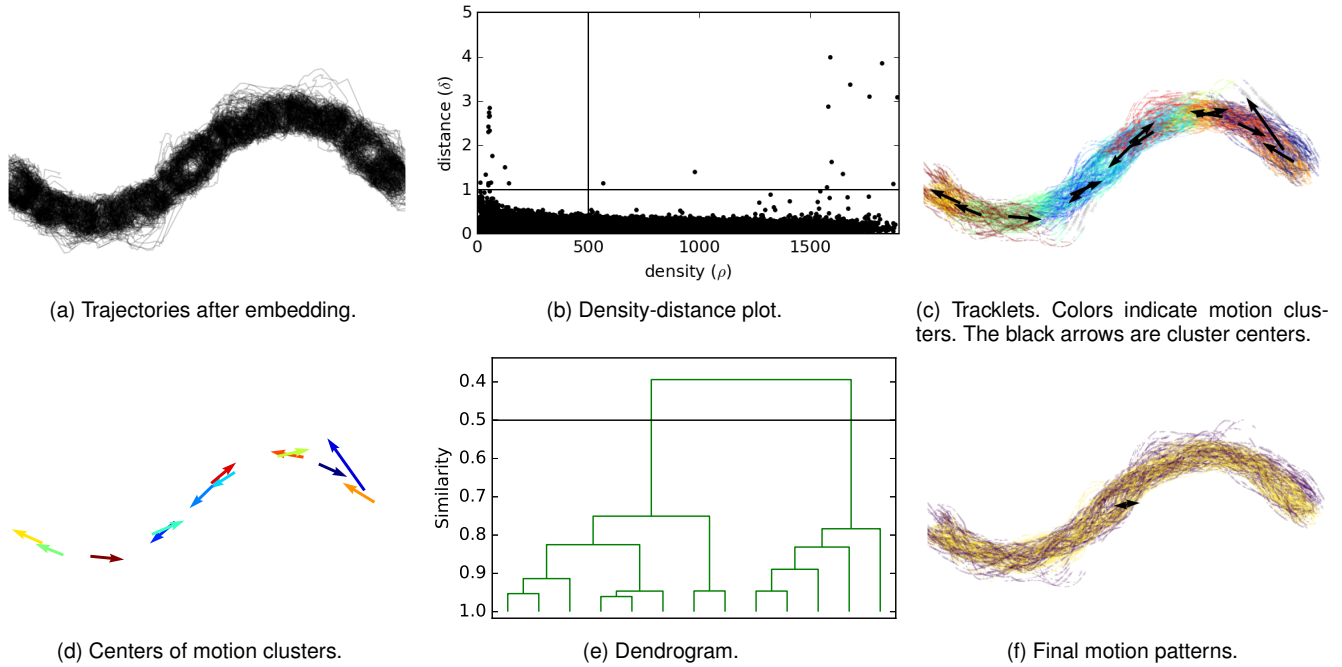 5
4
3
2
1
0
distance (δ)
0 500 1000 1500
density (ρ)
(a) Trajectories after embedding.
(b) Density-distance plot.
(c) Tracklets. Colors indicate motion clus-
ters. The black arrows are cluster centers.
0.4
0.5
0.6
0.7
0.8
0.9
1.0
Similarity
(d) Centers of motion clusters.
(e) Dendrogram.
(f) Final motion patterns.